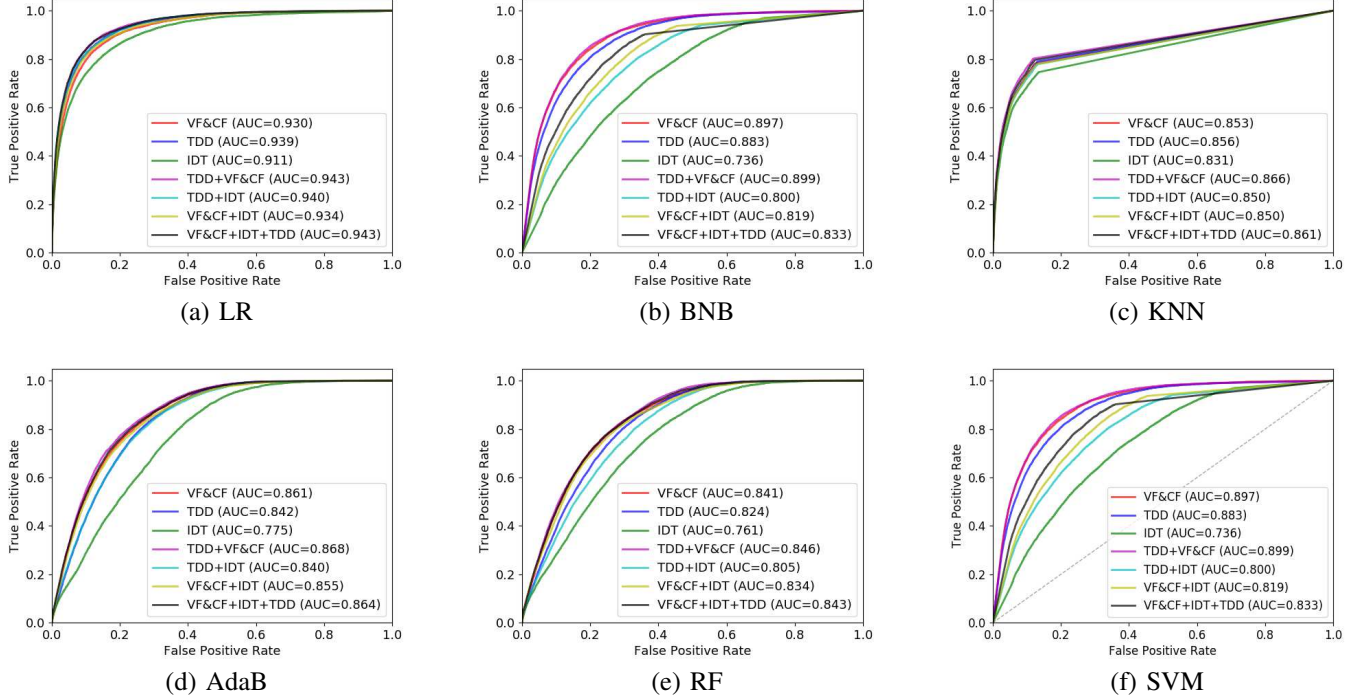 1.0
0.8
0.6
0.4
0.2
0.0
True Positive Rate
VF&CF (AUC=0.930)
TDD (AUC=0.939)
IDT (AUC=0.911)
TDD+VF&CF (AUC=0.943)
TDD+IDT (AUC=0.940)
VF&CF+IDT (AUC=0.934)
VF&CF+IDT+TDD (AUC=0.943)
0.0 0.2 0.4 0.6 0.8 1.0
False Positive Rate
(a) LR
1.0
0.8
0.6
0.4
0.2
0.0
True Positive Rate
VF&CF (AUC=0.897)
TDD (AUC=0.883)
IDT (AUC=0.736)
TDD+VF&CF (AUC=0.899)
TDD+IDT (AUC=0.800)
VF&CF+IDT (AUC=0.819)
VF&CF+IDT+TDD (AUC=0.833)
0.0 0.2 0.4 0.6 0.8 1.0
False Positive Rate
(b) BNB
1.0
0.8
0.6
0.4
0.2
0.0
True Positive Rate
VF&CF (AUC=0.853)
TDD (AUC=0.856)
IDT (AUC=0.831)
TDD+VF&CF (AUC=0.866)
TDD+IDT (AUC=0.850)
VF&CF+IDT (AUC=0.850)
VF&CF+IDT+TDD (AUC=0.861)
0.0 0.2 0.4 0.6 0.8 1.0
False Positive Rate
(c) KNN
1.0
0.8
0.6
0.4
0.2
0.0
True Positive Rate
VF&CF (AUC=0.861)
TDD (AUC=0.842)
IDT (AUC=0.775)
TDD+VF&CF (AUC=0.868)
TDD+IDT (AUC=0.840)
VF&CF+IDT (AUC=0.855)
VF&CF+IDT+TDD (AUC=0.864)
0.0 0.2 0.4 0.6 0.8 1.0
False Positive Rate
(d) AdaB
1.0
0.8
0.6
0.4
0.2
0.0
True Positive Rate
VF&CF (AUC=0.841)
TDD (AUC=0.824)
IDT (AUC=0.761)
TDD+VF&CF (AUC=0.846)
TDD+IDT (AUC=0.805)
VF&CF+IDT (AUC=0.834)
VF&CF+IDT+TDD (AUC=0.843)
0.0 0.2 0.4 0.6 0.8 1.0
False Positive Rate
(e) RF
1.0
0.8
0.6
0.4
0.2
0.0
True Positive Rate
VF&CF (AUC=0.897)
TDD (AUC=0.883)
IDT (AUC=0.736)
TDD+VF&CF (AUC=0.899)
TDD+IDT (AUC=0.800)
VF&CF+IDT (AUC=0.819)
VF&CF+IDT+TDD (AUC=0.833)
0.0 0.2 0.4 0.6 0.8 1.0
False Positive Rate
(f) SVM